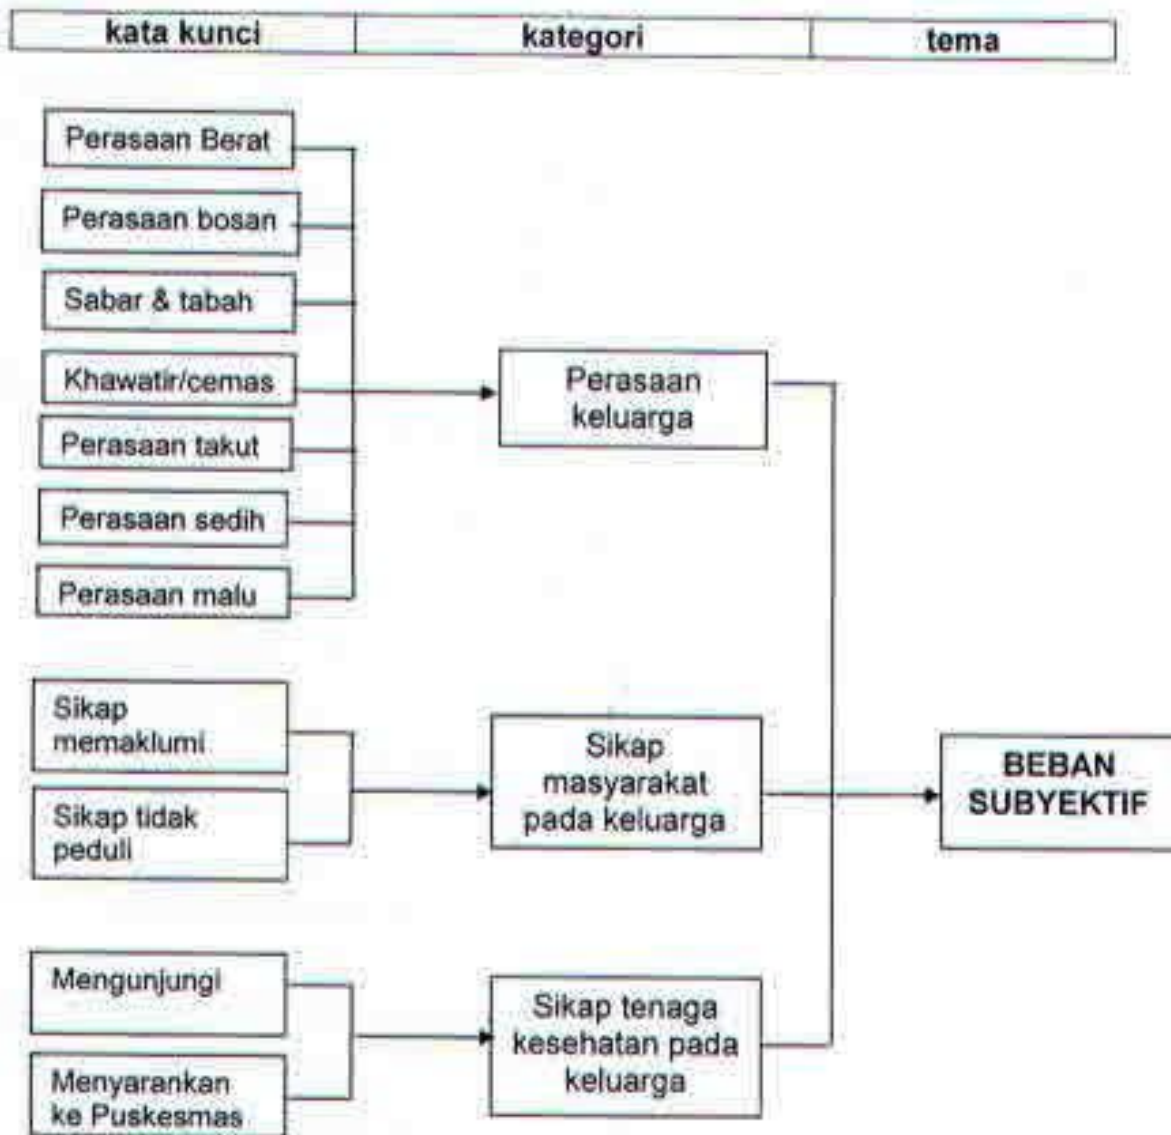 kata kunci kategori tema
Perasaan Berat
Perasaan bosan
Sabar & tabah
Khawatir/cemas
Perasaan takut
Perasaan sedih
Perasaan malu
Perasaan
keluarga
Sikap
memaklumi
Sikap tidak
peduli
Sikap
masyarakat
pada keluarga
BEBAN
SUBYEKTIF
Mengunjungi
Menyarankan
ke Puskesmas
Sikap tenaga
kesehatan pada
keluarga